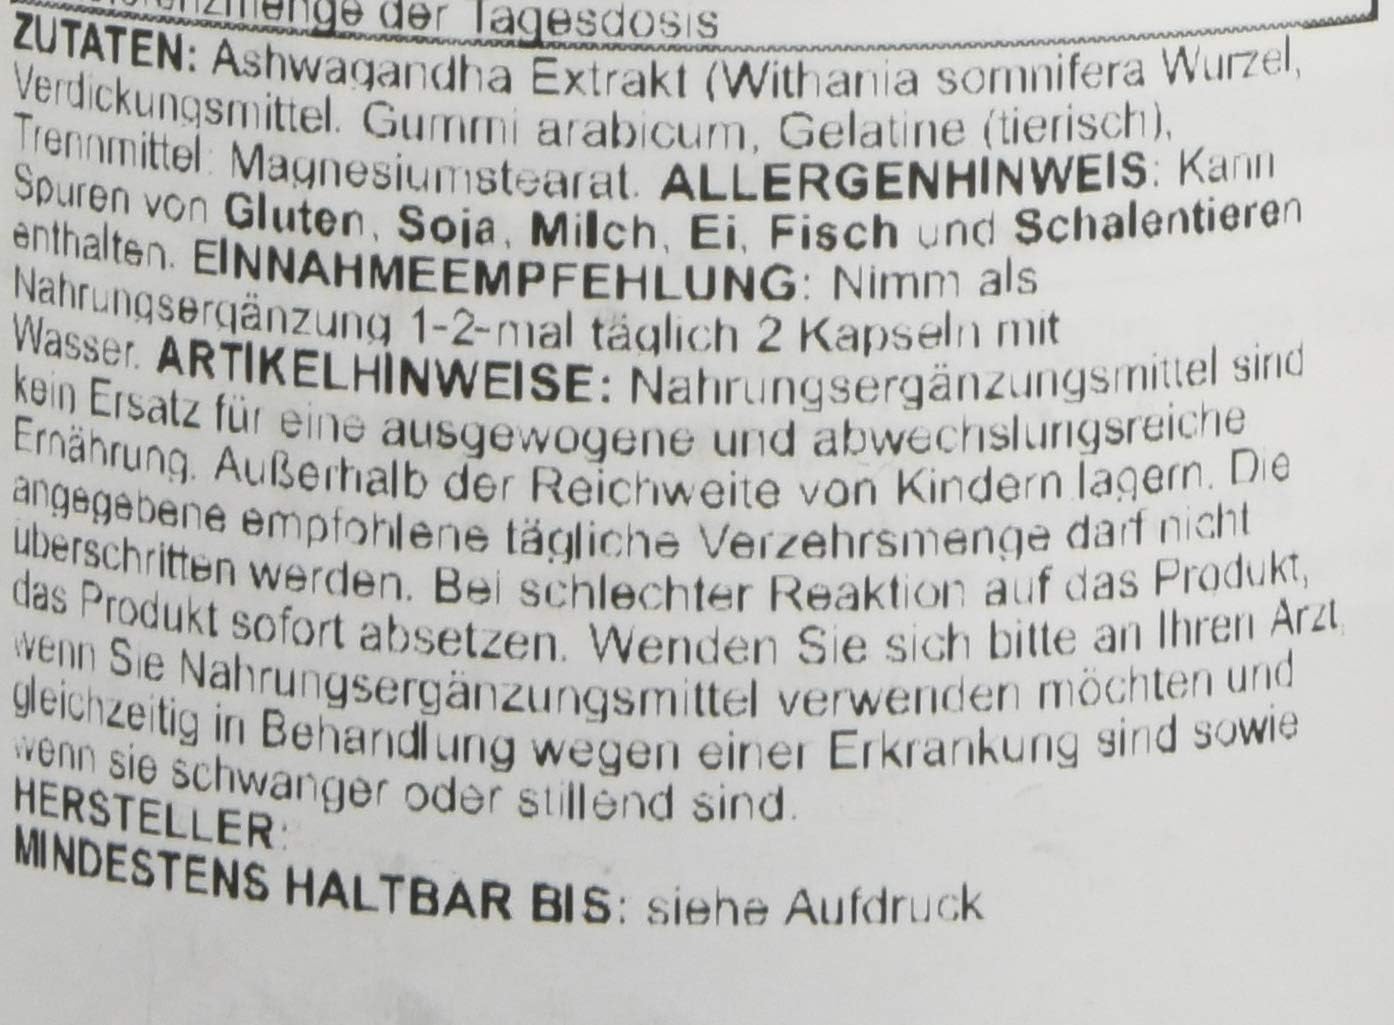 der Tagesdosis
ZUTATEN: Ashwagandha Extrakt (Withania somnifera Wurzel,
Verdickungsmittel. Gummi arabicum, Gelatine (tierisch),
Trennmittel: Magnesiumstearat. ALLERGENHINWEIS: Kann
Spuren von Gluten, Soja, Milch, Ei, Fisch und Schalentieren
enthalten. EINNAHMEEMPFEHLUNG: Nimm als
Nahrungsergänzung 1-2-mal täglich 2 Kapseln mit
Wasser. ARTIKELHINWEISE: Nahrungsergänzungsmittel sind
kein Ersatz für eine ausgewogene und abwechslungsreiche
Ernährung. Außerhalb der Reichweite von Kindern lagern. Die
angegebene empfohlene tägliche Verzehrsmenge darf nicht
überschritten werden. Bei schlechter Reaktion auf das Produkt,
das Produkt sofort absetzen. Wenden Sie sich bitte an Ihren Arzt,
wenn Sie Nahrungsergänzungsmittel verwenden möchten und
gleichzeitig in Behandlung wegen einer Erkrankung sind sowie
wenn sie schwanger oder stillend sind.
HERSTELLER:
MINDESTENS HALTBAR BIS: siehe Aufdruck